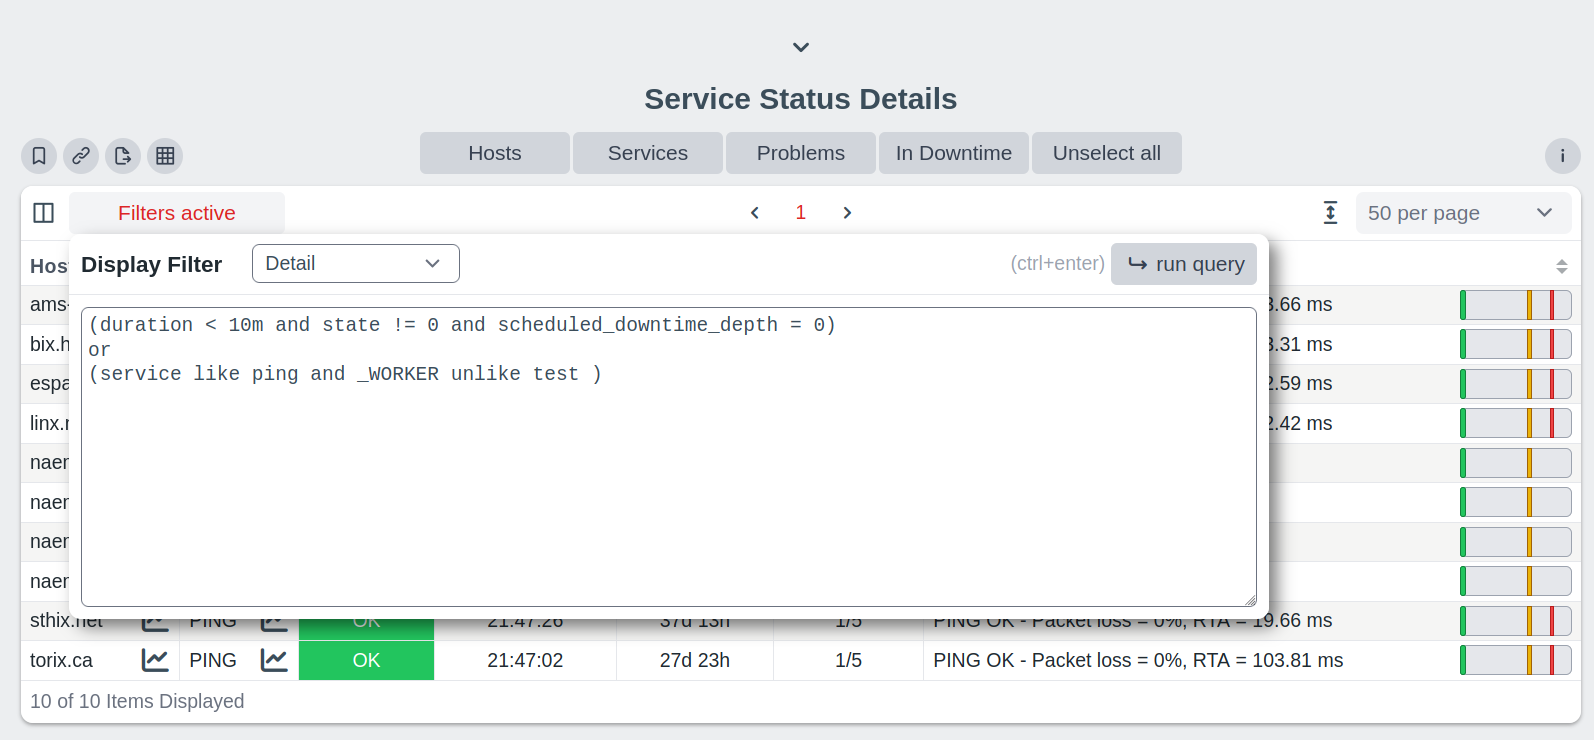 Service Status Details
Hosts Services Problems In Downtime Unselect all
Filters active 1 50 per page
Display Filter Detail (ctrl+enter) run query
(duration < 10m and state != 0 and scheduled_downtime_depth = 0)
or
(service like ping and _WORKER unlike test )
ams- .66 ms
bix.h .31 ms
espa .59 ms
linx. .42 ms
naer
naer
naer
naer
sthix.net PING OK 21:47:26 37d 13h 1/5 PING OK - Packet loss = 0%, RTA = 19.66 ms
torix.ca PING OK 21:47:02 27d 23h 1/5 PING OK - Packet loss = 0%, RTA = 103.81 ms
10 of 10 Items Displayed